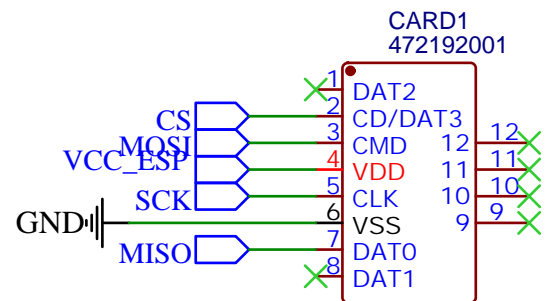 CARD1
472192001
1 DAT2
CS 2 CD/DAT3
MOSI 3 CMD 12 12
VCC_ESP 4 VDD 11 11
SCK 5 CLK 10 10
GND 6 VSS 9 9
MISO 7 DAT0
8 DAT1